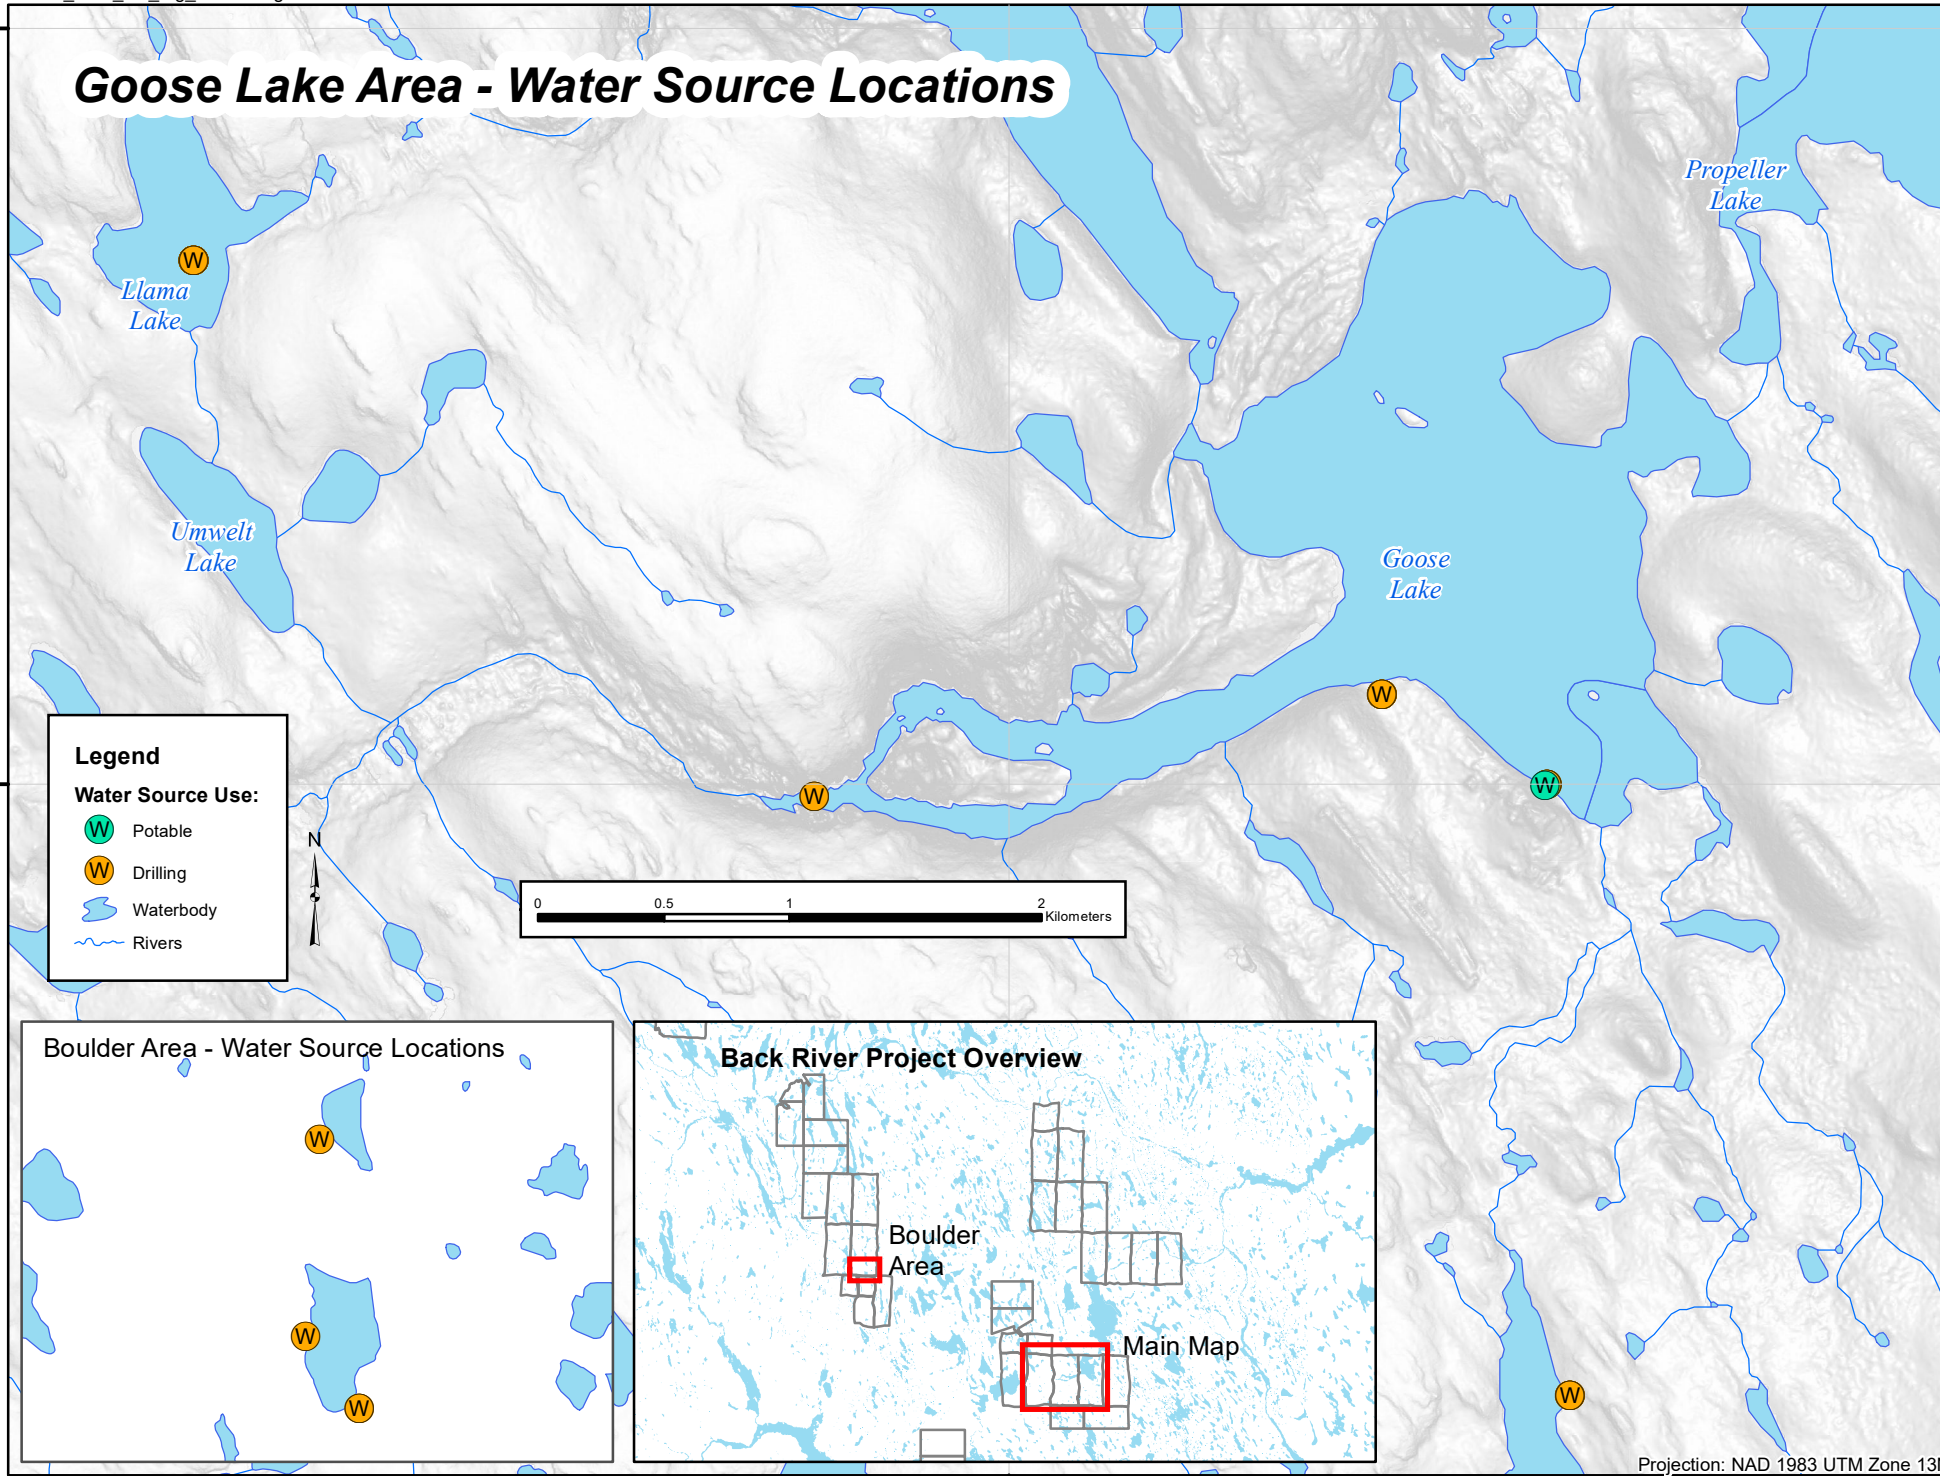 Goose Lake Area - Water Source Locations
Propeller
Lake
Llama
Lake
Umwelt
Lake
Goose
Lake
W
W
W
W
Legend
Water Source Use:
W Potable
W Drilling
Waterbody
Rivers
N
0 0.5 1 2
Kilometers
Boulder Area - Water Source Locations
W
W
W
Back River Project Overview
Boulder
Area
Main Map
W
Projection: NAD 1983 UTM Zone 13